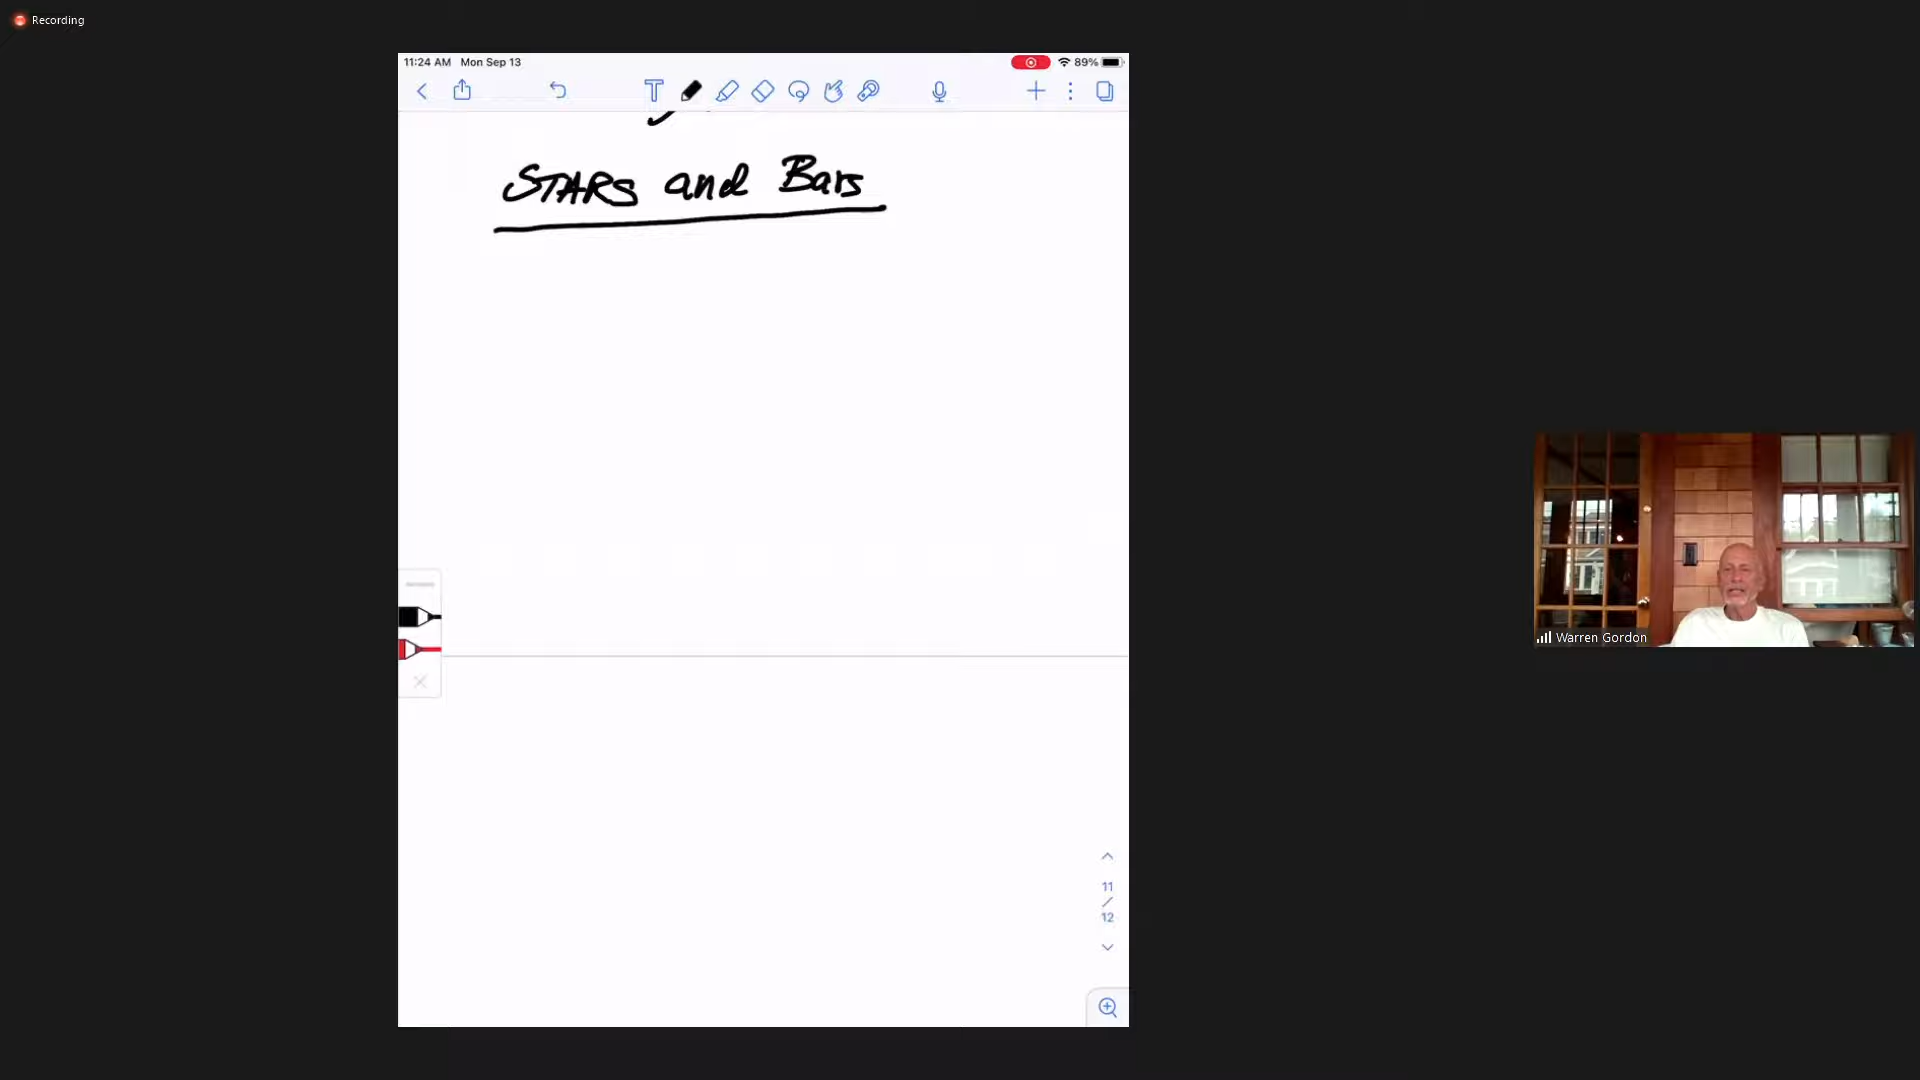 Recording
11:24 AM Mon Sep 13
89%
STARS and Bars
11
/
12
Warren Gordon